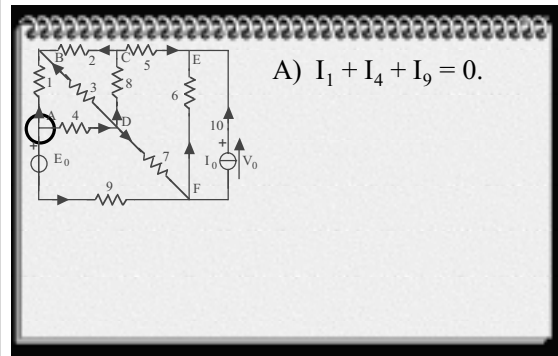 B 2 C 5 E
1 3 8 6
A 4 D 10
+ +
E₀ 7 I₀ V₀
9 F
A) I₁ + I₄ + I₉ = 0.